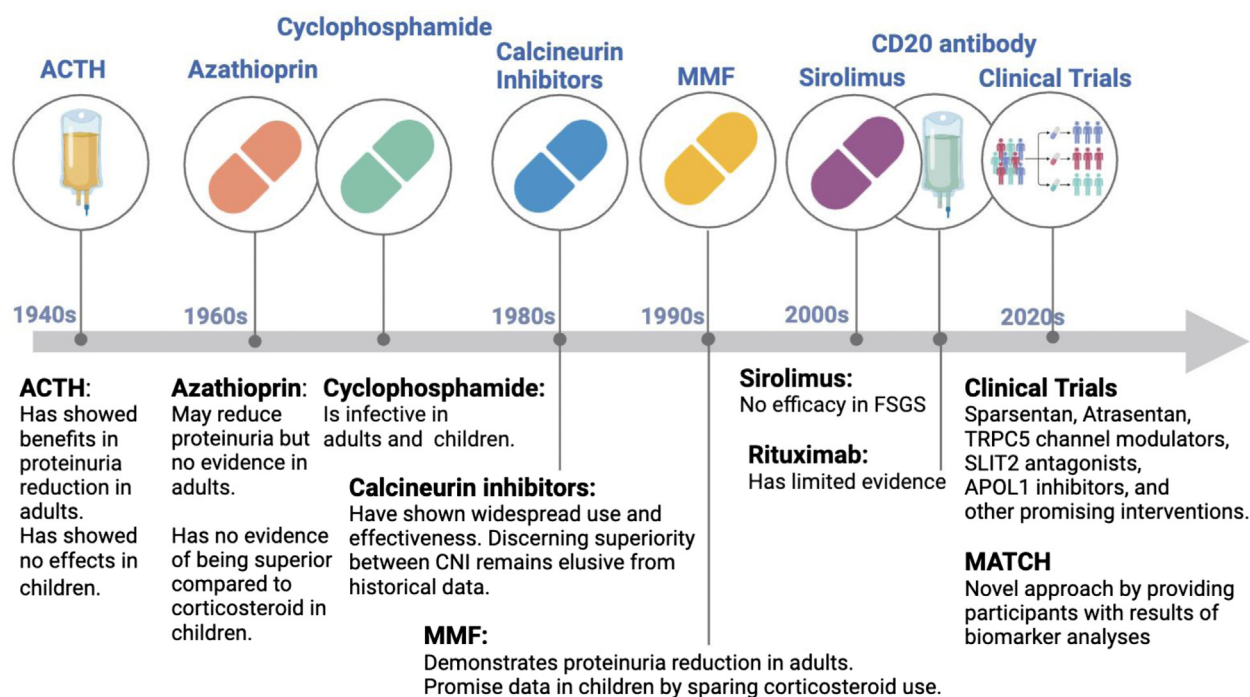 Cyclophosphamide
ACTH
Azathioprin
Calcineurin
Inhibitors
MMF
CD20 antibody
Sirolimus
Clinical Trials
1940s
1960s
1980s
1990s
2000s
2020s
ACTH:
Has showed
benefits in
proteinuria
reduction in
adults.
Has showed
no effects in
children.
Azathioprin:
May reduce
proteinuria but
no evidence in
adults.
Has no evidence
of being superior
compared to
corticosteroid in
children.
Cyclophosphamide:
Is infective in
adults and children.
Calcineurin inhibitors:
Have shown widespread use and
effectiveness. Discerning superiority
between CNI remains elusive from
historical data.
MMF:
Demonstrates proteinuria reduction in adults.
Promise data in children by sparing corticosteroid use.
Sirolimus:
No efficacy in FSGS
Rituximab:
Has limited evidence
Clinical Trials
Sparsentan, Atrasentan,
TRPC5 channel modulators,
SLIT2 antagonists,
APOL1 inhibitors, and
other promising interventions.
MATCH
Novel approach by providing
participants with results of
biomarker analyses